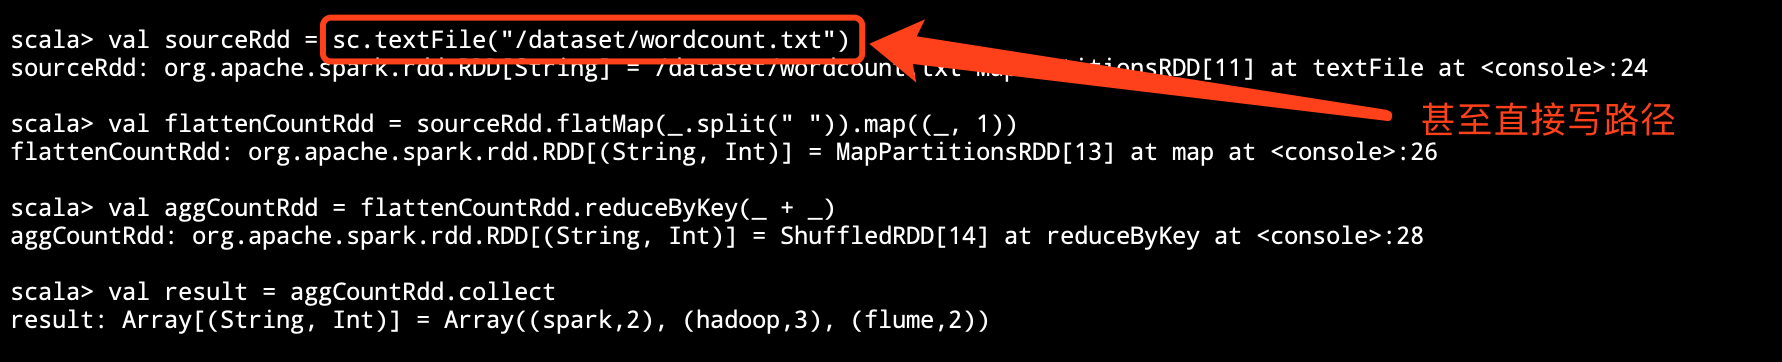 scala> val sourceRdd = sc.textFile("/dataset/wordcount.txt")
sourceRdd: org.apache.spark.rdd.RDD[String] = /dataset/wordcount.txt MapPartitionsRDD[11] at textFile at <console>:24
甚至直接写路径
scala> val flattenCountRdd = sourceRdd.flatMap(_.split(" ")).map((_, 1))
flattenCountRdd: org.apache.spark.rdd.RDD[(String, Int)] = MapPartitionsRDD[13] at map at <console>:26
scala> val aggCountRdd = flattenCountRdd.reduceByKey(_ + _)
aggCountRdd: org.apache.spark.rdd.RDD[(String, Int)] = ShuffledRDD[14] at reduceByKey at <console>:28
scala> val result = aggCountRdd.collect
result: Array[(String, Int)] = Array((spark,2), (hadoop,3), (flume,2))